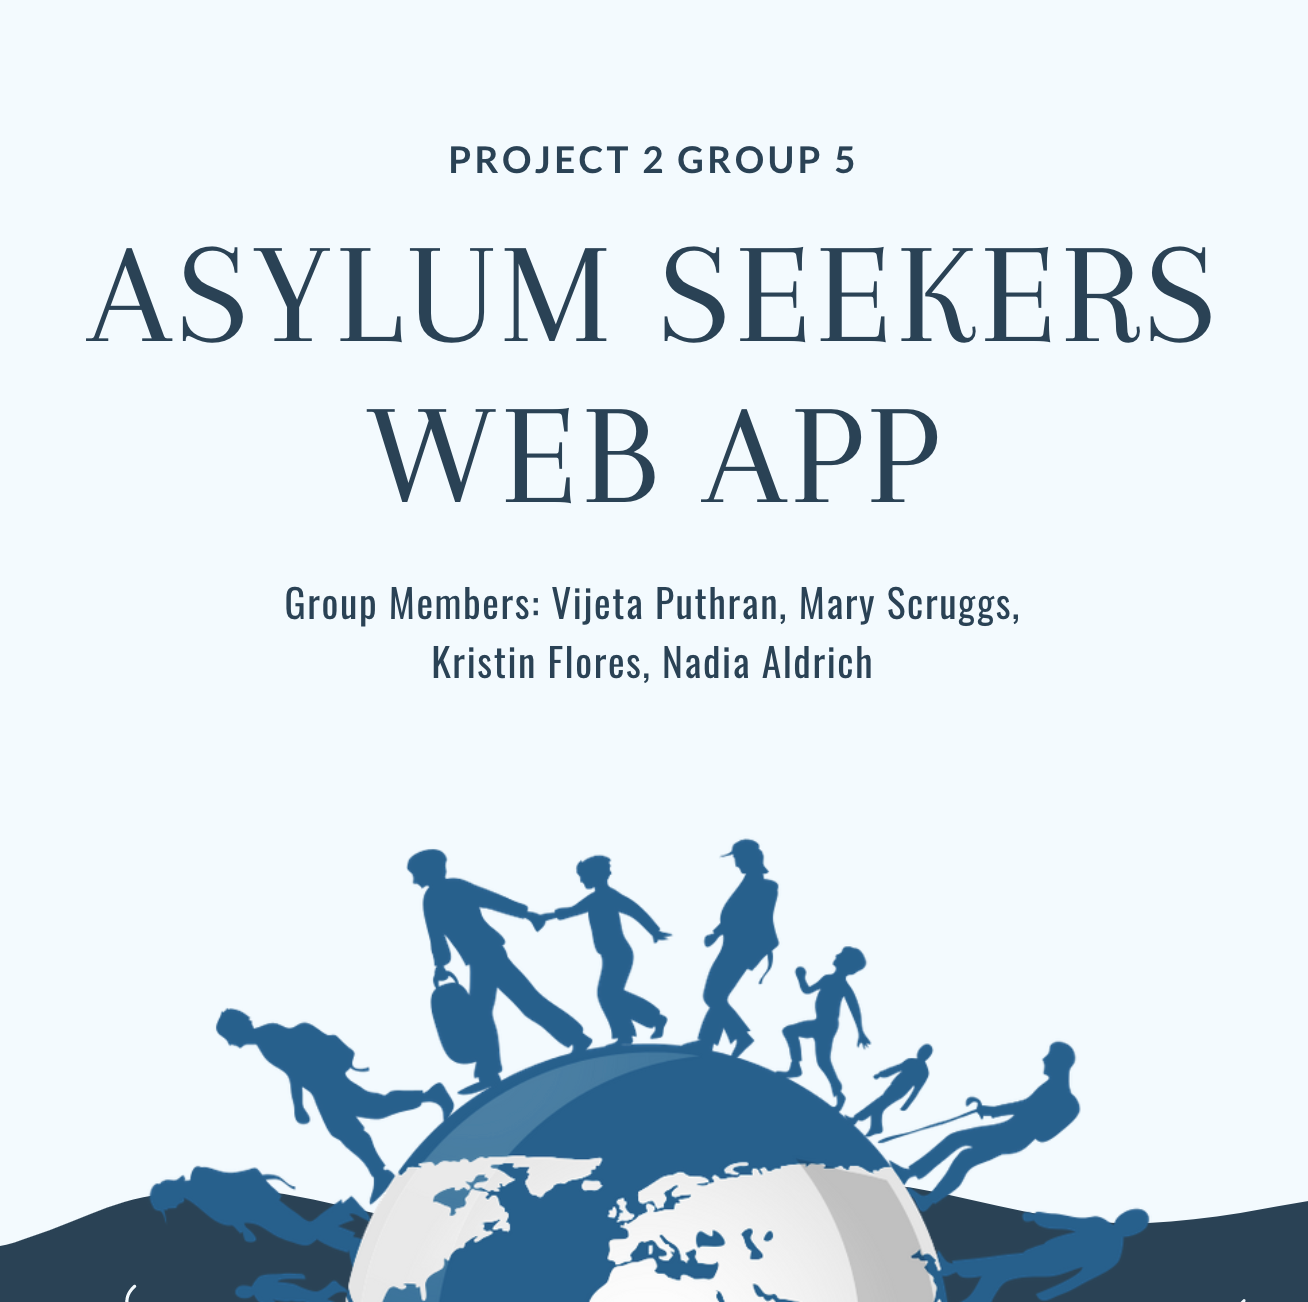 PROJECT 2 GROUP 5
ASYLUM SEEKERS
WEB APP
Group Members: Vijeta Puthran, Mary Scruggs,
Kristin Flores, Nadia Aldrich